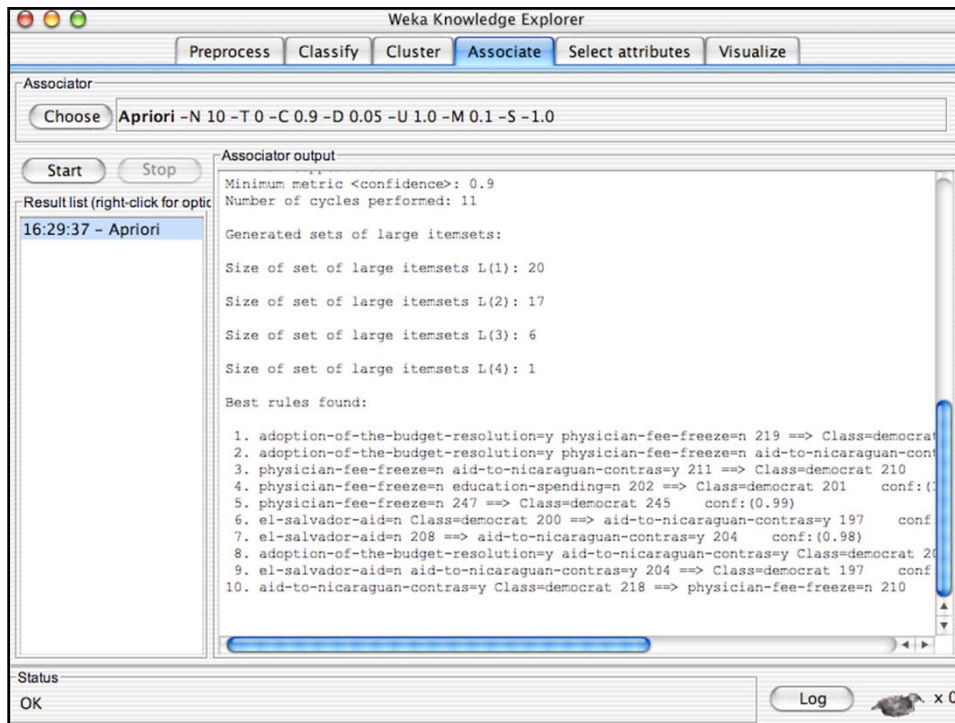 Weka Knowledge Explorer
Preprocess Classify Cluster Associate Select attributes Visualize
Associator
Choose Apriori -N 10 -T 0 -C 0.9 -D 0.05 -U 1.0 -M 0.1 -S -1.0
Start Stop
Result list (right-click for optic
16:29:37 - Apriori
Associator output
Minimum metric <confidence>: 0.9
Number of cycles performed: 11
Generated sets of large itemsets:
Size of set of large itemsets L(1): 20
Size of set of large itemsets L(2): 17
Size of set of large itemsets L(3): 6
Size of set of large itemsets L(4): 1
Best rules found:
1. adoption-of-the-budget-resolution=y physician-fee-freeze=n 219 ==> Class=democrat
2. adoption-of-the-budget-resolution=y physician-fee-freeze=n aid-to-nicaraguan-cont
3. physician-fee-freeze=n aid-to-nicaraguan-contras=y 211 ==> Class=democrat 210
4. physician-fee-freeze=n education-spending=n 202 ==> Class=democrat 201 conf:(
5. physician-fee-freeze=n 247 ==> Class=democrat 245 conf:(0.99)
6. el-salvador-aid=n Class=democrat 200 ==> aid-to-nicaraguan-contras=y 197 conf
7. el-salvador-aid=n 208 ==> aid-to-nicaraguan-contras=y 204 conf:(0.98)
8. adoption-of-the-budget-resolution=y aid-to-nicaraguan-contras=y Class=democrat 20
9. el-salvador-aid=n aid-to-nicaraguan-contras=y 204 ==> Class=democrat 197 conf
10. aid-to-nicaraguan-contras=y Class=democrat 218 ==> physician-fee-freeze=n 210
Status
OK
Log
x 0